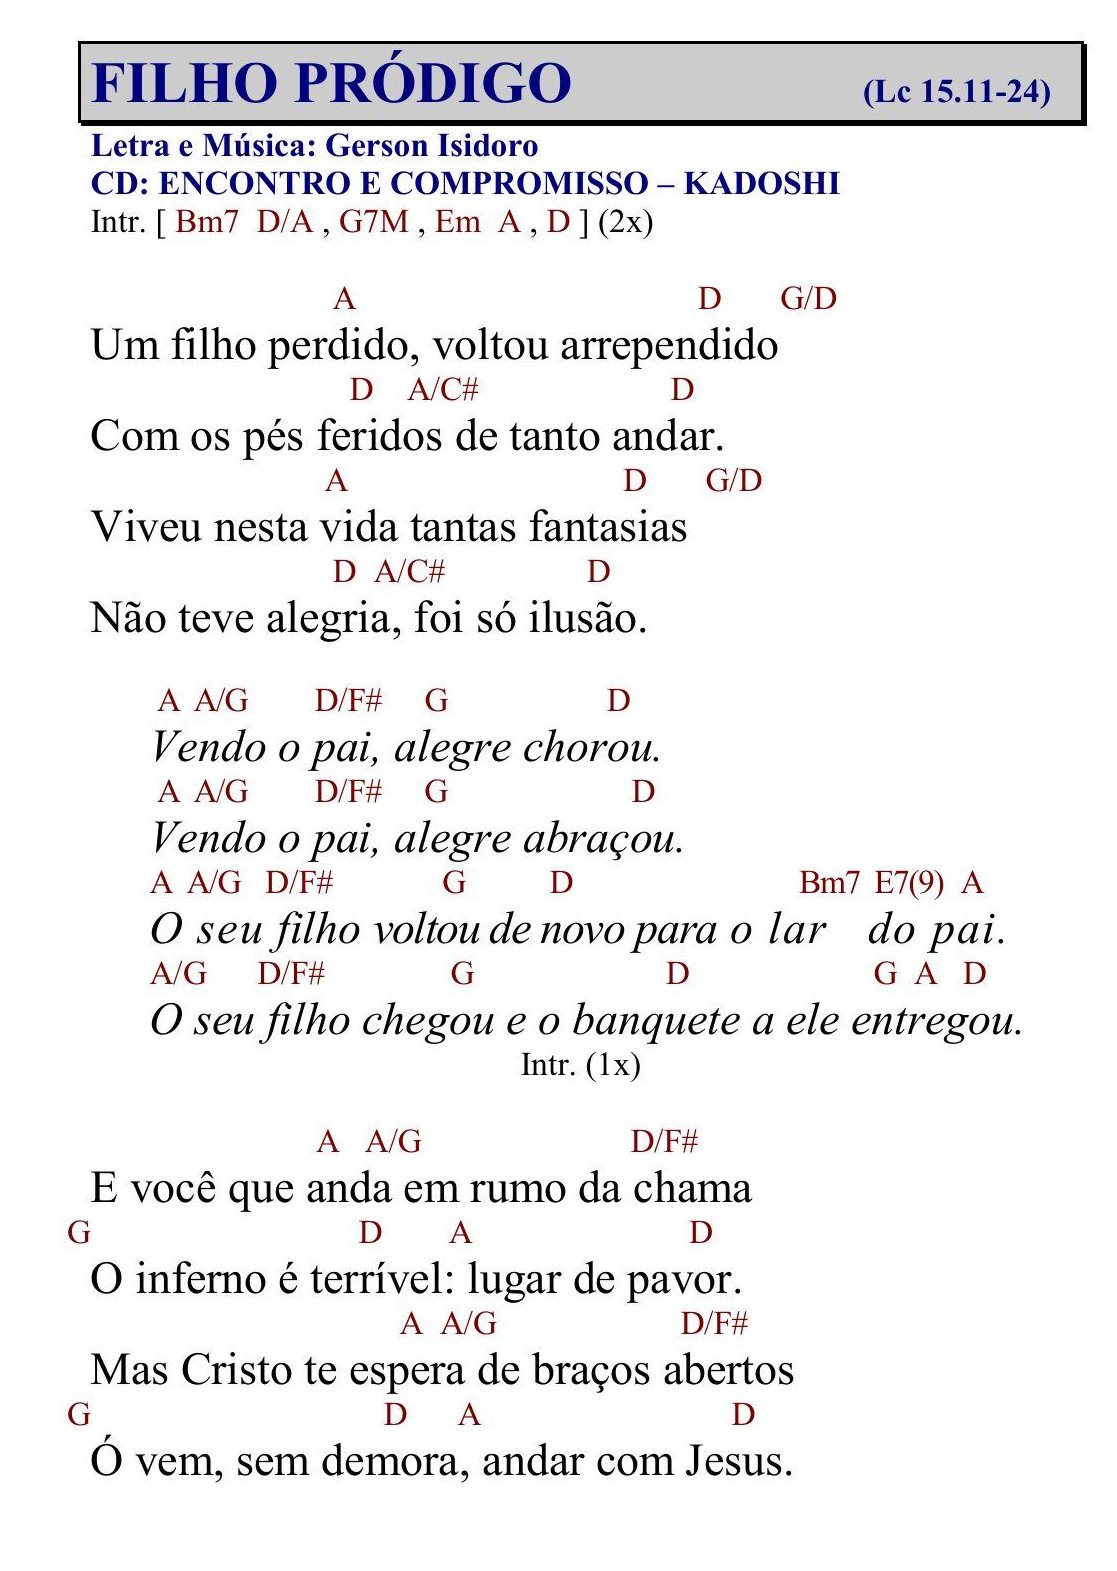 FILHO PRÓDIGO (Lc 15.11-24)
Letra e Música: Gerson Isidoro
CD: ENCONTRO E COMPROMISSO – KADOSHI
Intr. [ Bm7 D/A , G7M , Em A , D ] (2x)
A D G/D
Um filho perdido, voltou arrependido
D A/C# D
Com os pés feridos de tanto andar.
A D G/D
Viveu nesta vida tantas fantasias
D A/C# D
Não teve alegria, foi só ilusão.
A A/G D/F# G D
Vendo o pai, alegre chorou.
A A/G D/F# G D
Vendo o pai, alegre abraçou.
A A/G D/F# G D Bm7 E7(9) A
O seu filho voltou de novo para o lar do pai.
A/G D/F# G D G A D
O seu filho chegou e o banquete a ele entregou.
Intr. (1x)
A A/G D/F#
E você que anda em rumo da chama
G D A D
O inferno é terrível: lugar de pavor.
A A/G D/F#
Mas Cristo te espera de braços abertos
G D A D
Ó vem, sem demora, andar com Jesus.